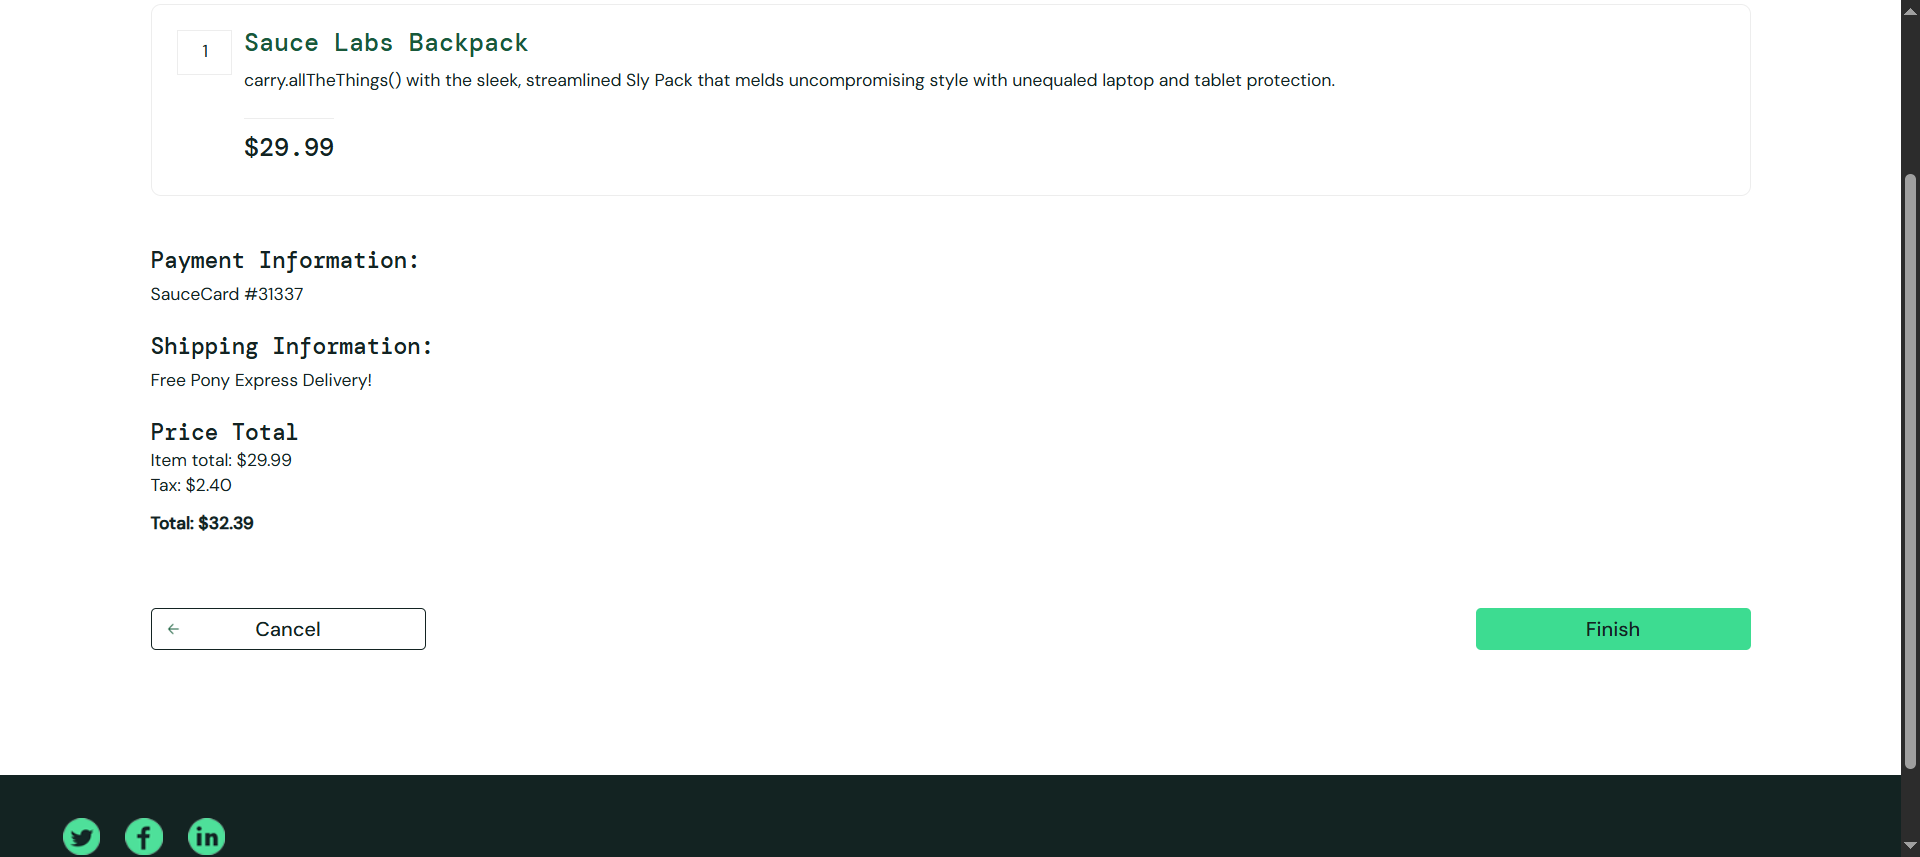 1
Sauce Labs Backpack
carry.allTheThings() with the sleek, streamlined Sly Pack that melds uncompromising style with unequaled laptop and tablet protection.
$29.99
Payment Information:
SauceCard #31337
Shipping Information:
Free Pony Express Delivery!
Price Total
Item total: $29.99
Tax: $2.40
Total: $32.39
Cancel
Finish